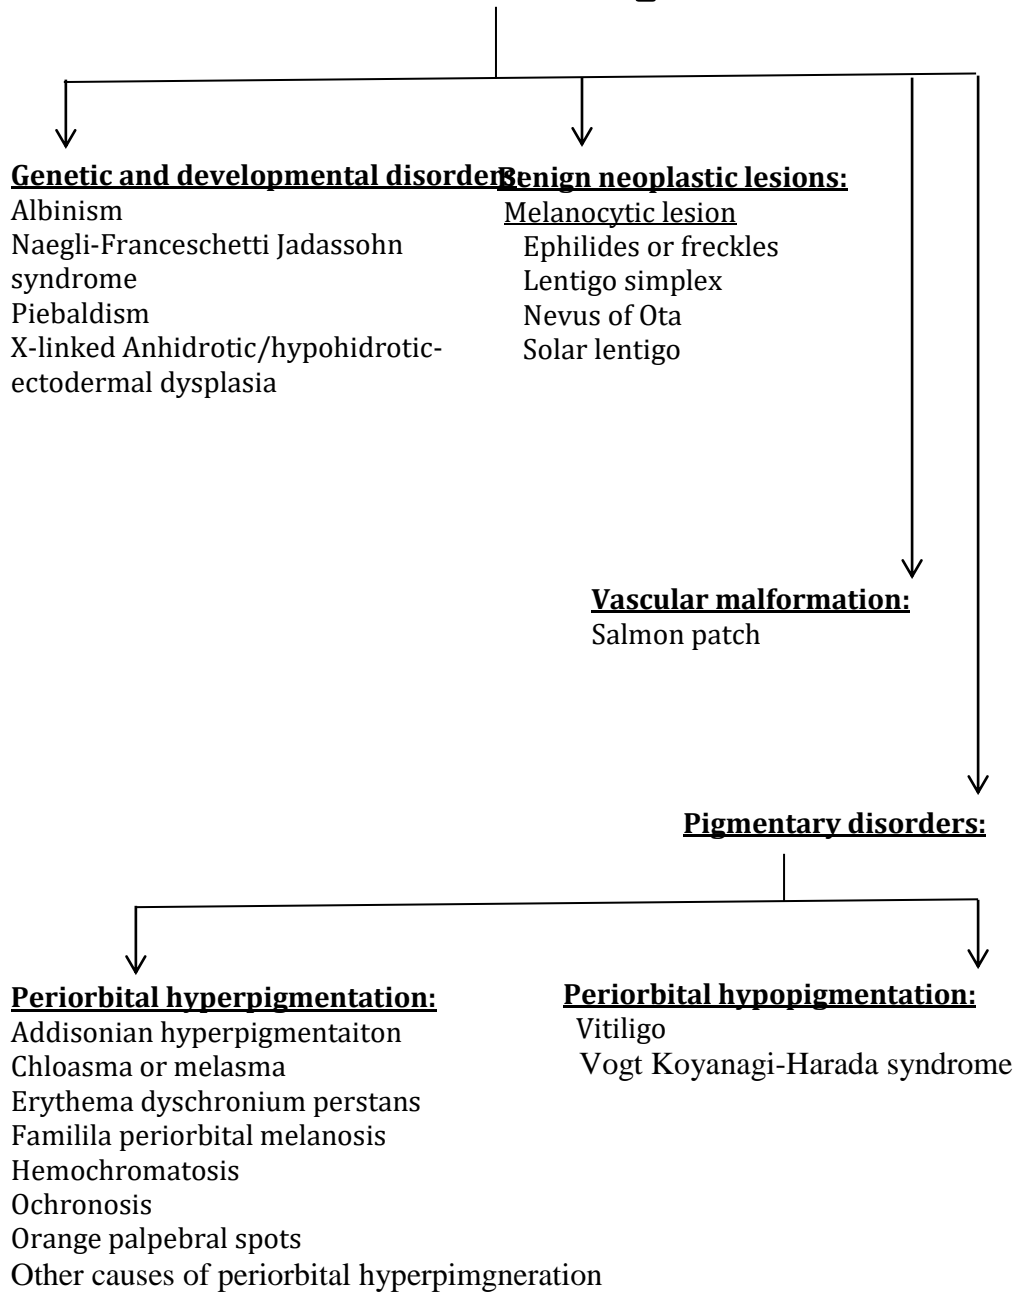 Genetic and developmental disorders:
Albinism
Naegli-Franceschetti Jadassohn
syndrome
Piebaldism
X-linked Anhidrotic/hypohidrotic-
ectodermal dysplasia
Benign neoplastic lesions:
Melanocytic lesion
Ephilides or freckles
Lentigo simplex
Nevus of Ota
Solar lentigo
Vascular malformation:
Salmon patch
Pigmentary disorders:
Periorbital hyperpigmentation:
Addisonian hyperpigmentaiton
Chloasma or melasma
Erythema dyschronium perstans
Familila periorbital melanosis
Hemochromatosis
Ochronosis
Orange palpebral spots
Other causes of periorbital hyperpimgneration
Periorbital hypopigmentation:
Vitiligo
Vogt Koyanagi-Harada syndrome